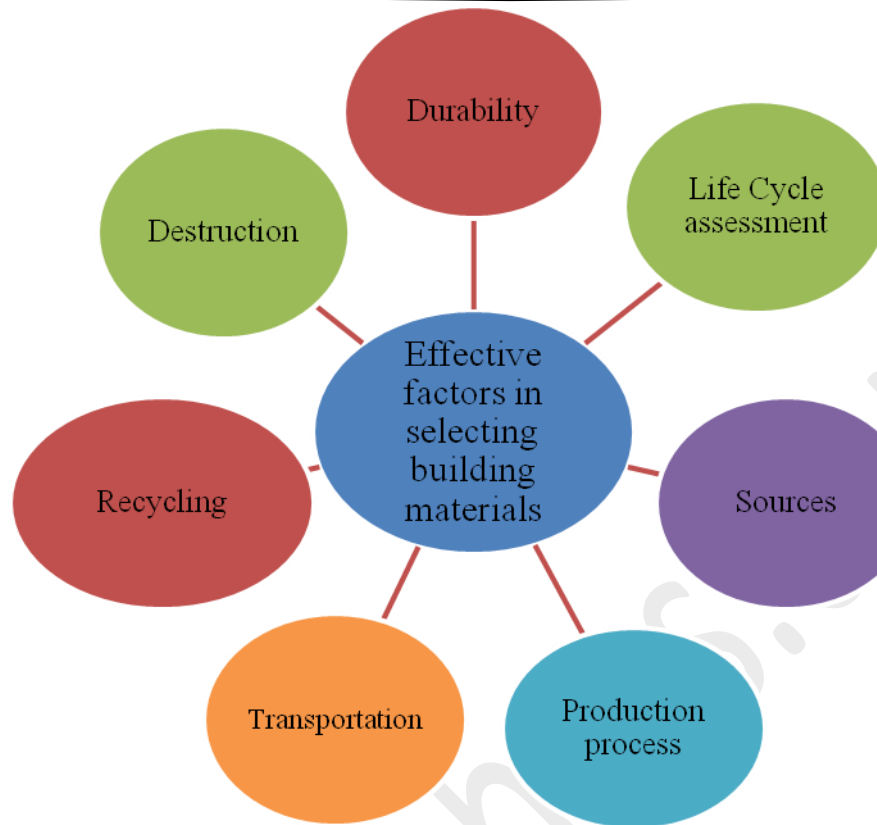 Durability
Life Cycle
assessment
Destruction
Effective
factors in
selecting
building
materials
Recycling
Sources
Transportation
Production
process